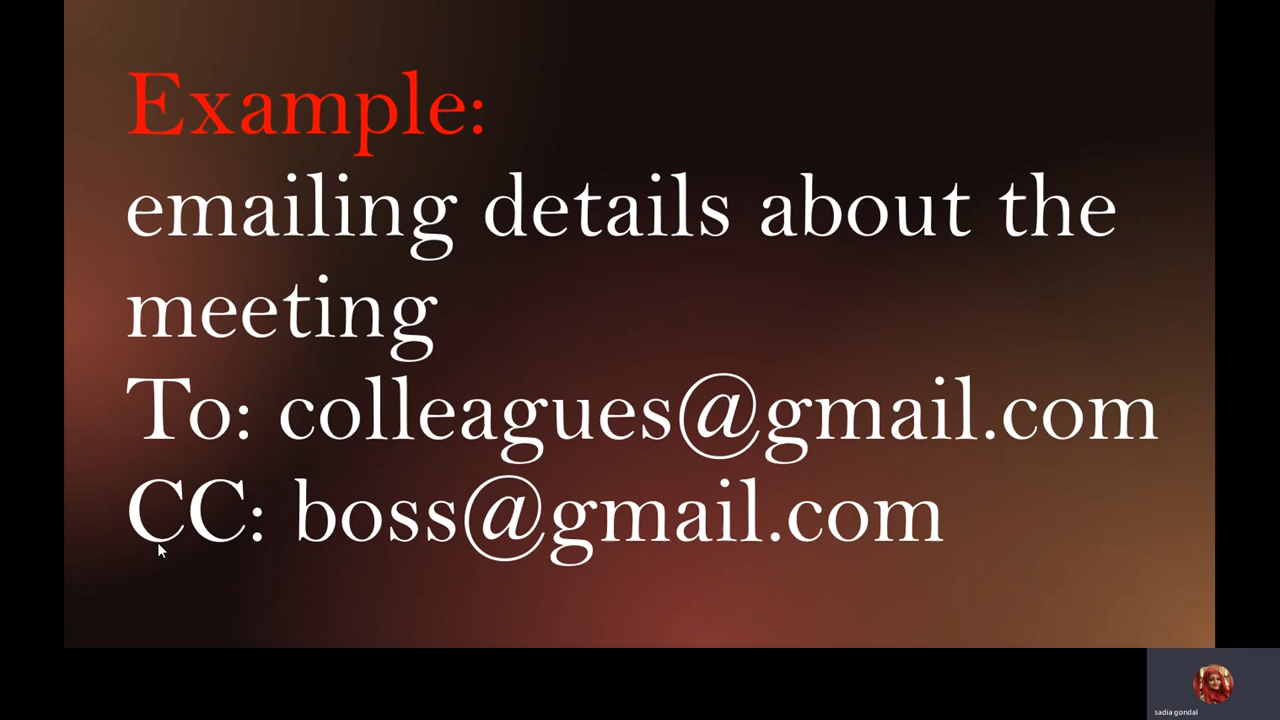 Example:
emailing details about the
meeting
To: colleagues@gmail.com
CC: boss@gmail.com
sadia gondal